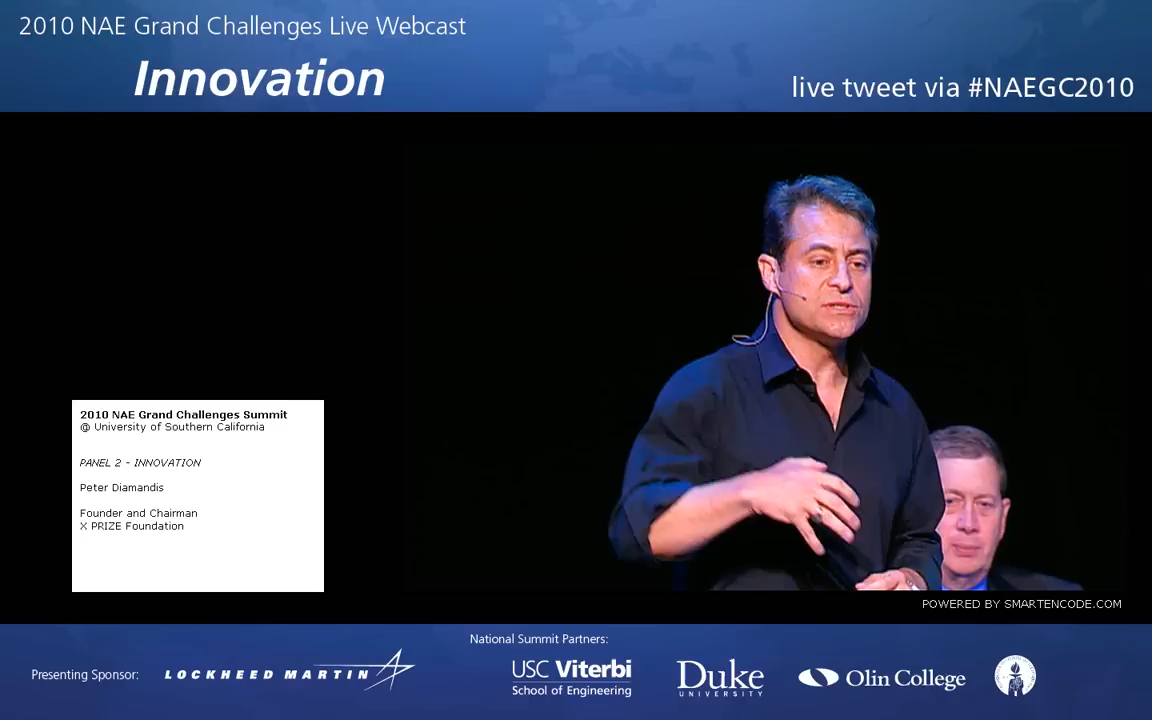 2010 NAE Grand Challenges Live Webcast
Innovation
live tweet via #NAEGC2010
2010 NAE Grand Challenges Summit
@ University of Southern California
PANEL 2 - INNOVATION
Peter Diamandis
Founder and Chairman
X PRIZE Foundation
POWERED BY SMARTENCODE.COM
National Summit Partners:
Presenting Sponsor:
LOCKHEED MARTIN
USC Viterbi
School of Engineering
Duke
UNIVERSITY
Olin College